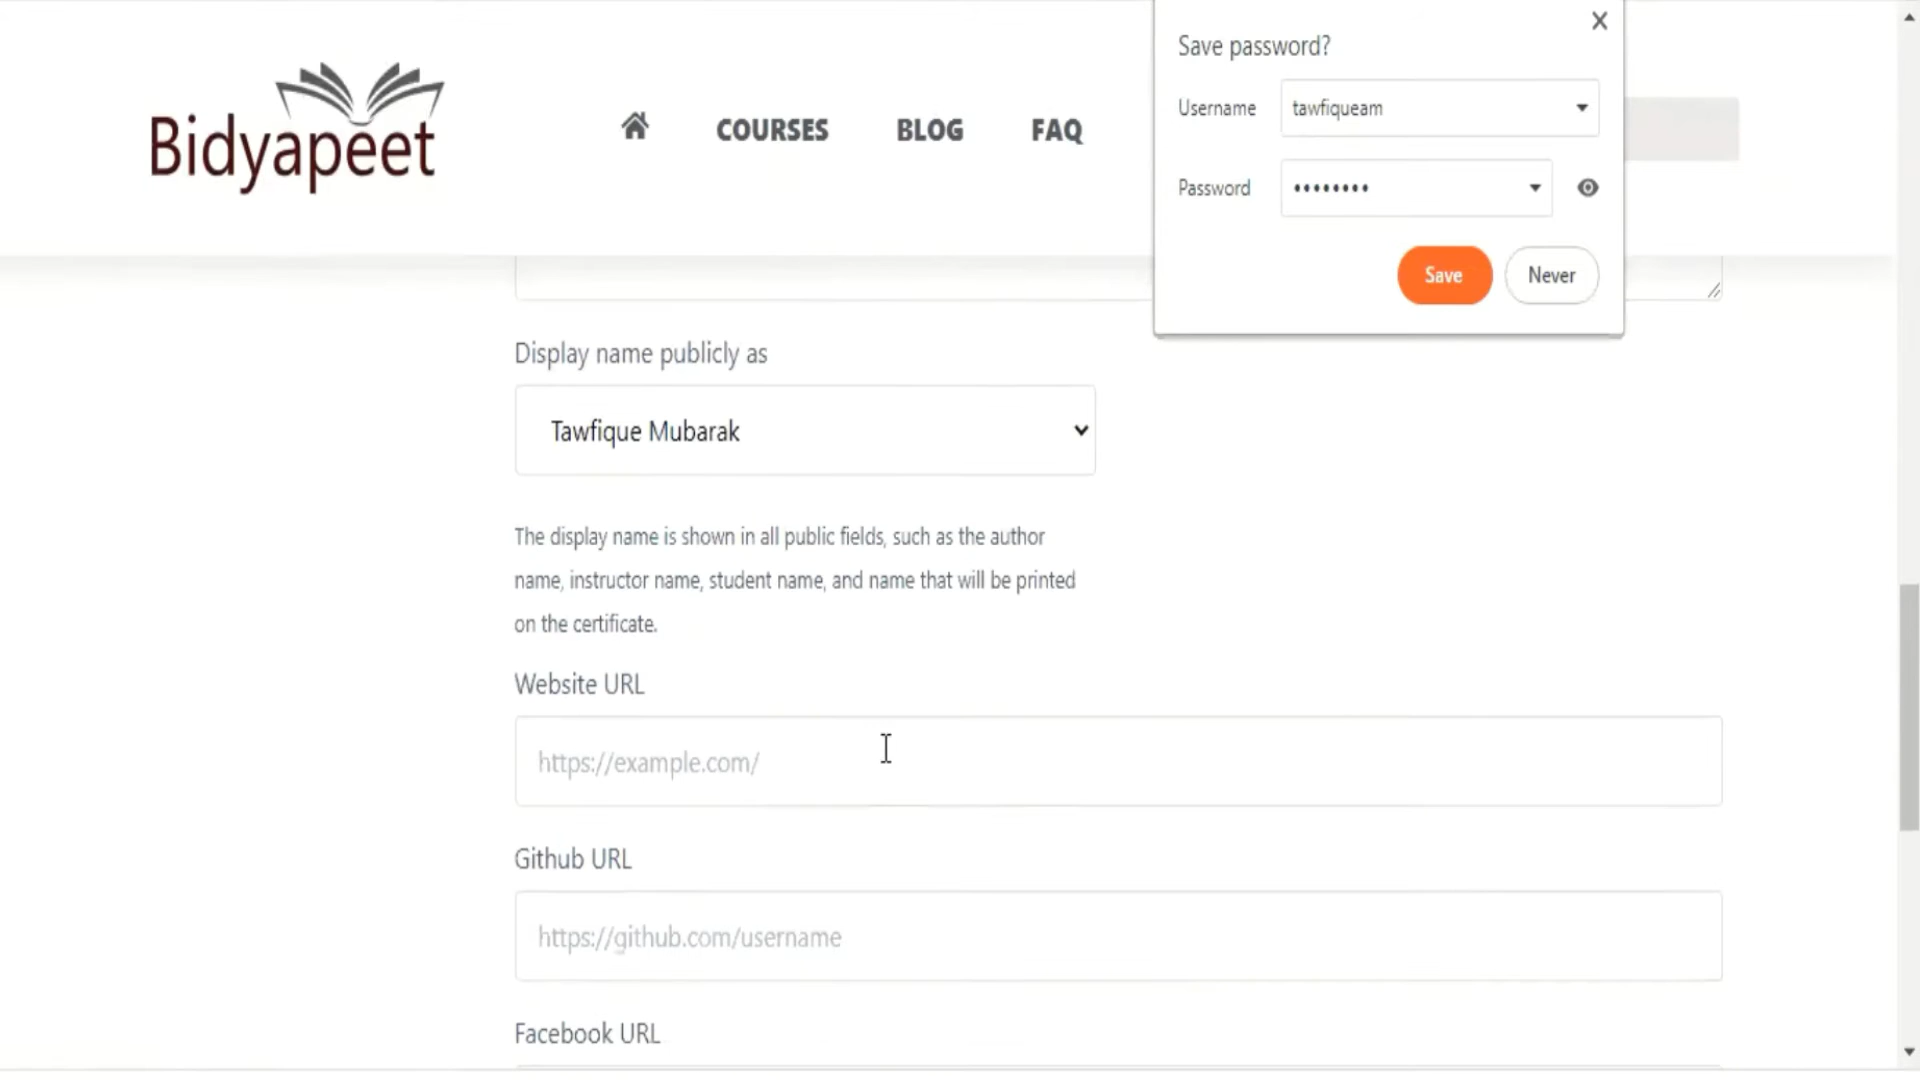 Bidyapeet
COURSES
BLOG
FAQ
Save password?
Username
tawfiqueam
Password
••••••••
Save
Never
Display name publicly as
Tawfique Mubarak
The display name is shown in all public fields, such as the author
name, instructor name, student name, and name that will be printed
on the certificate.
Website URL
https://example.com/
Github URL
https://github.com/username
Facebook URL